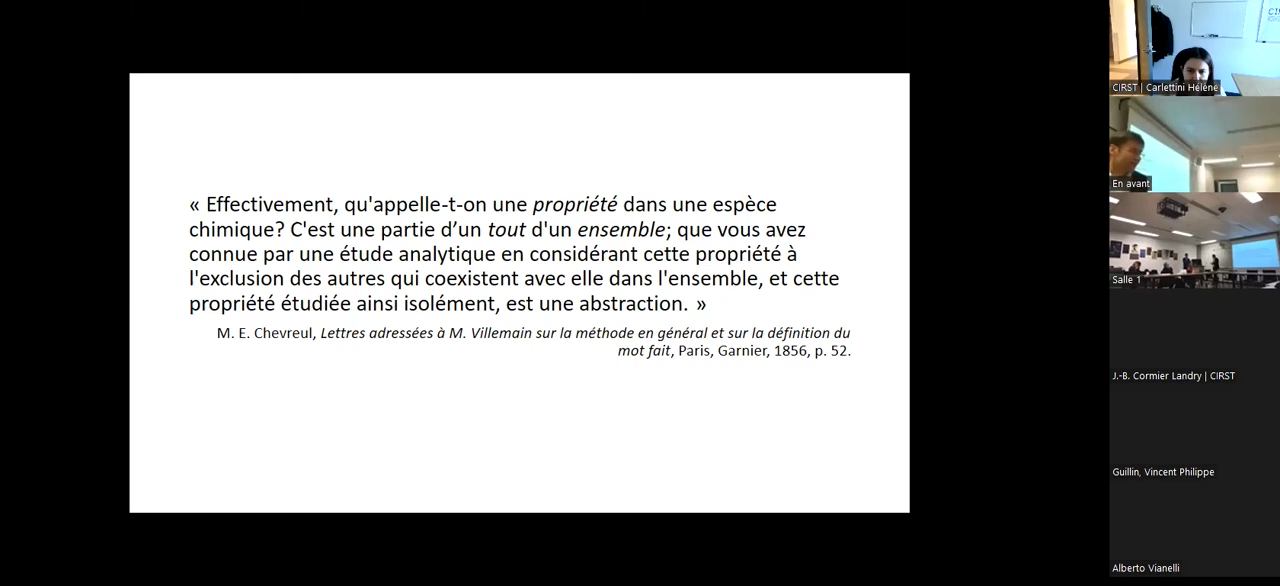 « Effectivement, qu'appelle-t-on une propriété dans une espèce
chimique? C'est une partie d’un tout d'un ensemble; que vous avez
connue par une étude analytique en considérant cette propriété à
l'exclusion des autres qui coexistent avec elle dans l'ensemble, et cette
propriété étudiée ainsi isolément, est une abstraction. »
M. E. Chevreul, Lettres adressées à M. Villemain sur la méthode en général et sur la définition du
mot fait, Paris, Garnier, 1856, p. 52.
CIRST | Carlettini Hélène
En avant
Salle 1
J.-B. Cormier Landry | CIRST
Guillin, Vincent Philippe
Alberto Vianelli